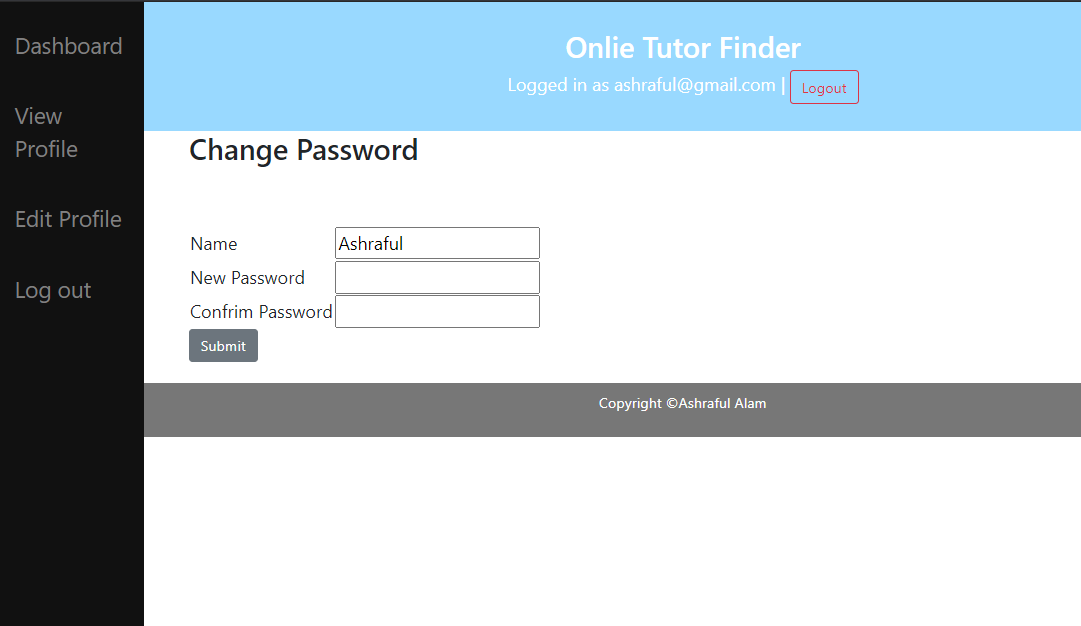 Dashboard
View
Profile
Edit Profile
Log out
Onlie Tutor Finder
Logged in as ashraful@gmail.com | Logout
Change Password
Name Ashraful
New Password
Confrim Password
Submit
Copyright ©Ashraful Alam